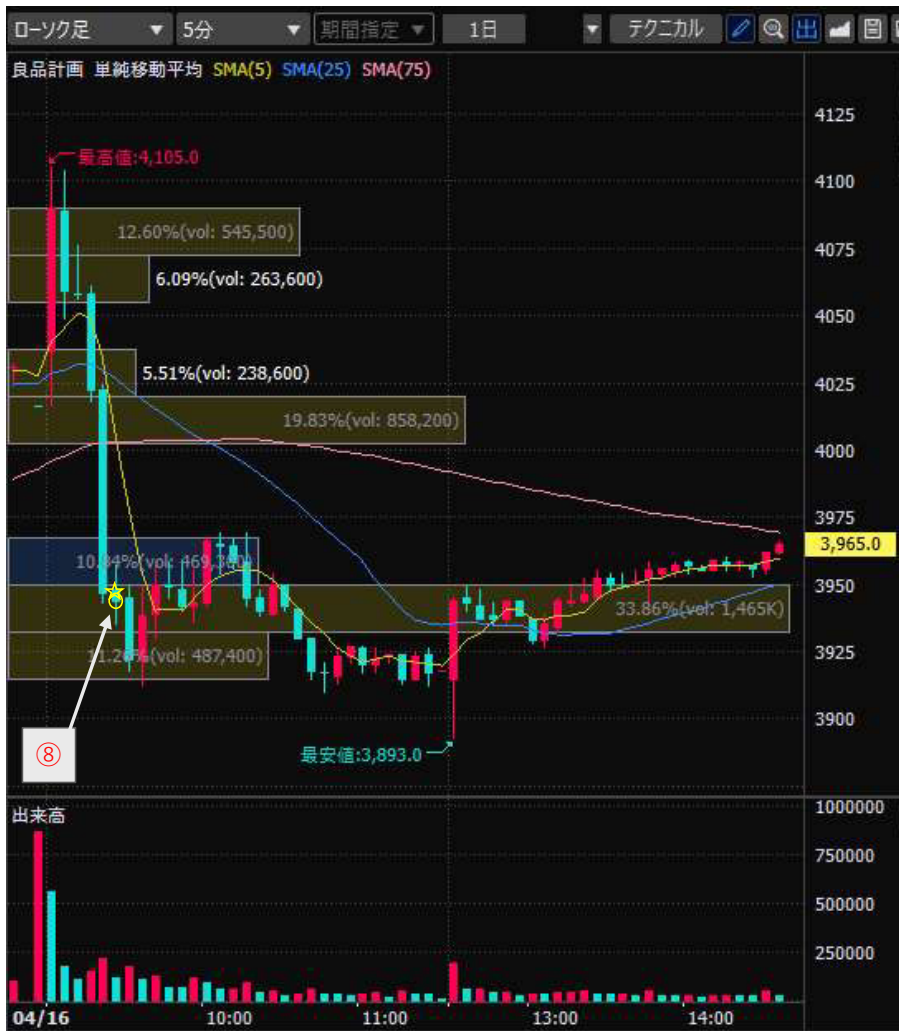 ローソク足 5分 期間指定 1日 テクニカル 出
良品計画 単純移動平均 SMA(5) SMA(25) SMA(75)
4125
最高値:4,105.0
4100
12.60%(vol: 545,500)
4075
6.09%(vol: 263,600)
4050
5.51%(vol: 238,600)
4025
19.83%(vol: 858,200)
4000
3975
3,965.0
10.84%(vol: 469,300)
3950
33.86%(vol: 1,465K)
11.26%(vol: 487,400)
3925
3900
⑧
最安値:3,893.0
出来高
1000000
750000
500000
250000
04/16 10:00 11:00 13:00 14:00